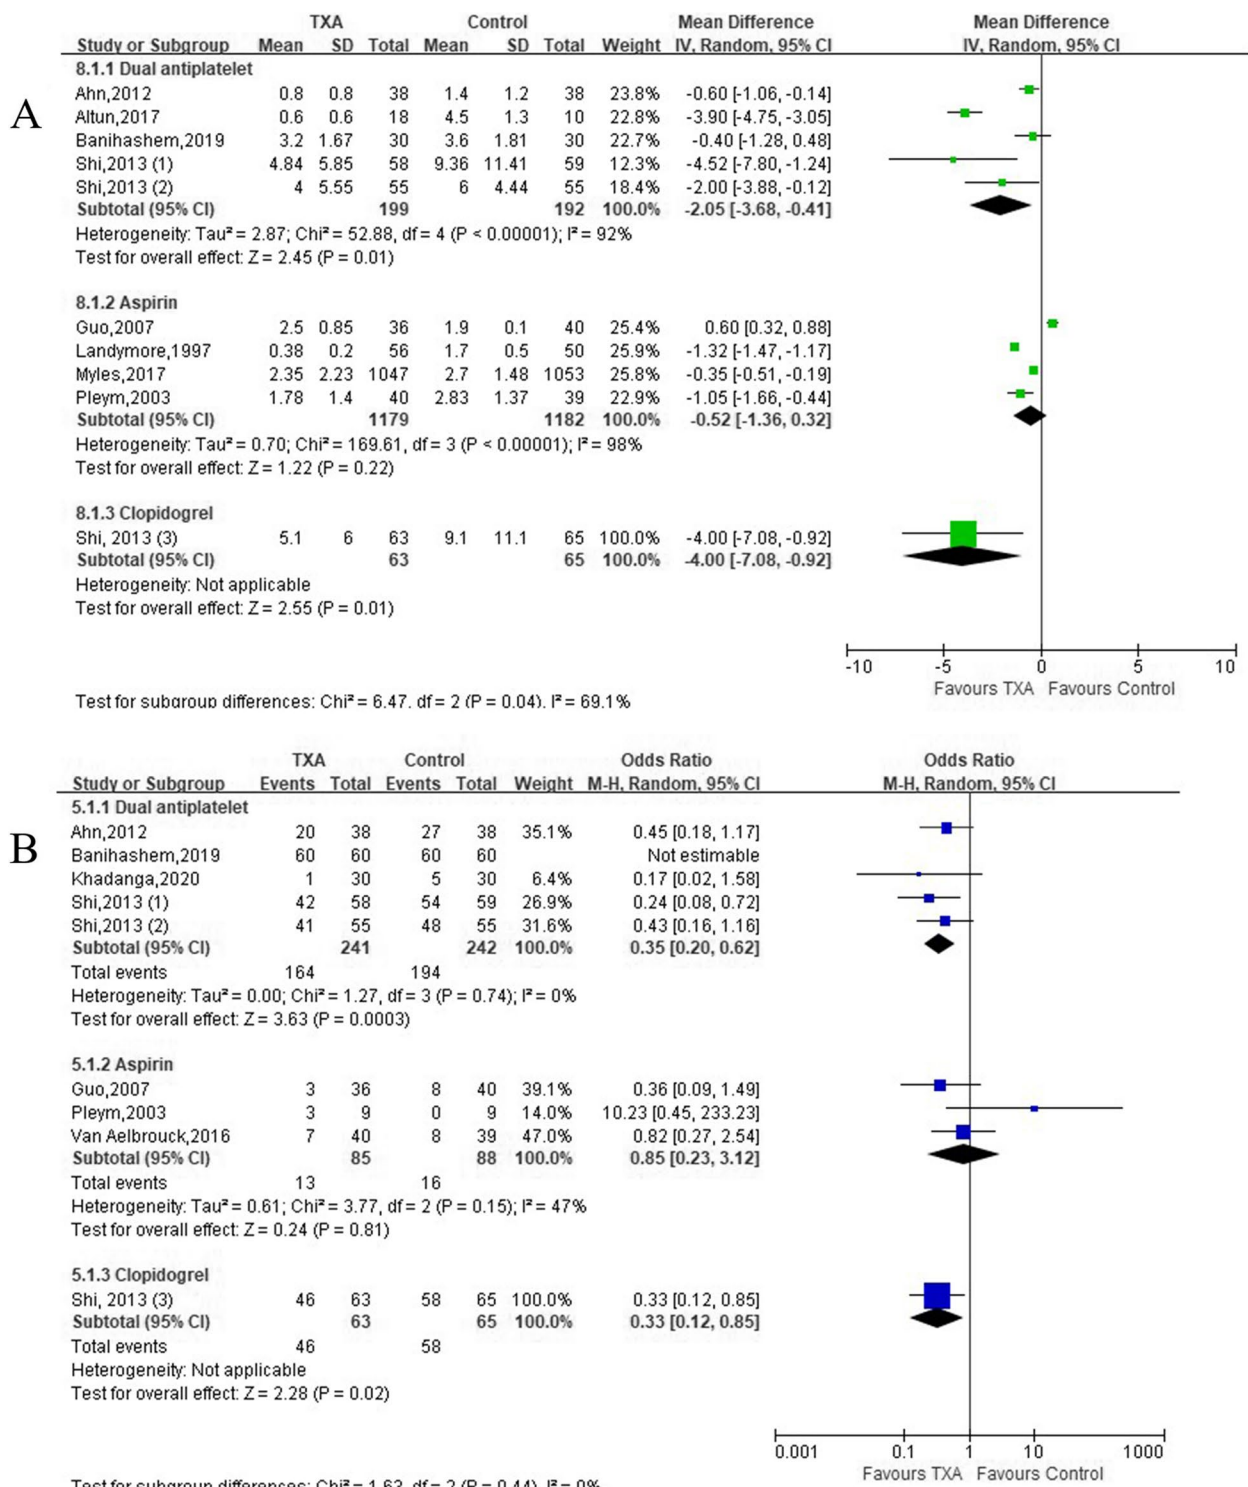 A
TXA Control Mean Difference Mean Difference
Study or Subgroup Mean SD Total Mean SD Total Weight IV, Random, 95% CI IV, Random, 95% CI
8.1.1 Dual antiplatelet
Ahn,2012 0.8 0.8 38 1.4 1.2 38 23.8% -0.60 [-1.06, -0.14]
Altun,2017 0.6 0.6 18 4.5 1.3 10 22.8% -3.90 [-4.75, -3.05]
Banihashem,2019 3.2 1.67 30 3.6 1.81 30 22.7% -0.40 [-1.28, 0.48]
Shi,2013 (1) 4.84 5.85 58 9.36 11.41 59 12.3% -4.52 [-7.80, -1.24]
Shi,2013 (2) 4 5.55 55 6 4.44 55 18.4% -2.00 [-3.88, -0.12]
Subtotal (95% CI) 199 192 100.0% -2.05 [-3.68, -0.41]
Heterogeneity: Tau² = 2.87; Chi² = 52.88, df = 4 (P < 0.00001); I² = 92%
Test for overall effect: Z = 2.45 (P = 0.01)
8.1.2 Aspirin
Guo,2007 2.5 0.85 36 1.9 0.1 40 25.4% 0.60 [0.32, 0.88]
Landymore,1997 0.38 0.2 56 1.7 0.5 50 25.9% -1.32 [-1.47, -1.17]
Myles,2017 2.35 2.23 1047 2.7 1.48 1053 25.8% -0.35 [-0.51, -0.19]
Pleym,2003 1.78 1.4 40 2.83 1.37 39 22.9% -1.05 [-1.66, -0.44]
Subtotal (95% CI) 1179 1182 100.0% -0.52 [-1.36, 0.32]
Heterogeneity: Tau² = 0.70; Chi² = 169.61, df = 3 (P < 0.00001); I² = 98%
Test for overall effect: Z = 1.22 (P = 0.22)
8.1.3 Clopidogrel
Shi, 2013 (3) 5.1 6 63 9.1 11.1 65 100.0% -4.00 [-7.08, -0.92]
Subtotal (95% CI) 63 65 100.0% -4.00 [-7.08, -0.92]
Heterogeneity: Not applicable
Test for overall effect: Z = 2.55 (P = 0.01)
-10 -5 0 5 10
Favours TXA Favours Control
Test for subgroup differences: Chi² = 6.47. df = 2 (P = 0.04). I² = 69.1%
B
TXA Control Odds Ratio Odds Ratio
Study or Subgroup Events Total Events Total Weight M-H, Random, 95% CI M-H, Random, 95% CI
5.1.1 Dual antiplatelet
Ahn,2012 20 38 27 38 35.1% 0.45 [0.18, 1.17]
Banihashem,2019 60 60 60 60 Not estimable
Khadanga,2020 1 30 5 30 6.4% 0.17 [0.02, 1.58]
Shi,2013 (1) 42 58 54 59 26.9% 0.24 [0.08, 0.72]
Shi,2013 (2) 41 55 48 55 31.6% 0.43 [0.16, 1.16]
Subtotal (95% CI) 241 242 100.0% 0.35 [0.20, 0.62]
Total events 164 194
Heterogeneity: Tau² = 0.00; Chi² = 1.27, df = 3 (P = 0.74); I² = 0%
Test for overall effect: Z = 3.63 (P = 0.0003)
5.1.2 Aspirin
Guo,2007 3 36 8 40 39.1% 0.36 [0.09, 1.49]
Pleym,2003 3 9 0 9 14.0% 10.23 [0.45, 233.23]
Van Aelbrouck,2016 7 40 8 39 47.0% 0.82 [0.27, 2.54]
Subtotal (95% CI) 85 88 100.0% 0.85 [0.23, 3.12]
Total events 13 16
Heterogeneity: Tau² = 0.61; Chi² = 3.77, df = 2 (P = 0.15); I² = 47%
Test for overall effect: Z = 0.24 (P = 0.81)
5.1.3 Clopidogrel
Shi, 2013 (3) 46 63 58 65 100.0% 0.33 [0.12, 0.85]
Subtotal (95% CI) 63 65 100.0% 0.33 [0.12, 0.85]
Total events 46 58
Heterogeneity: Not applicable
Test for overall effect: Z = 2.28 (P = 0.02)
0.001 0.1 1 10 1000
Favours TXA Favours Control
Test for subgroup differences: Chi² = 1.63, df = 2 (P = 0.44), I² = 0%